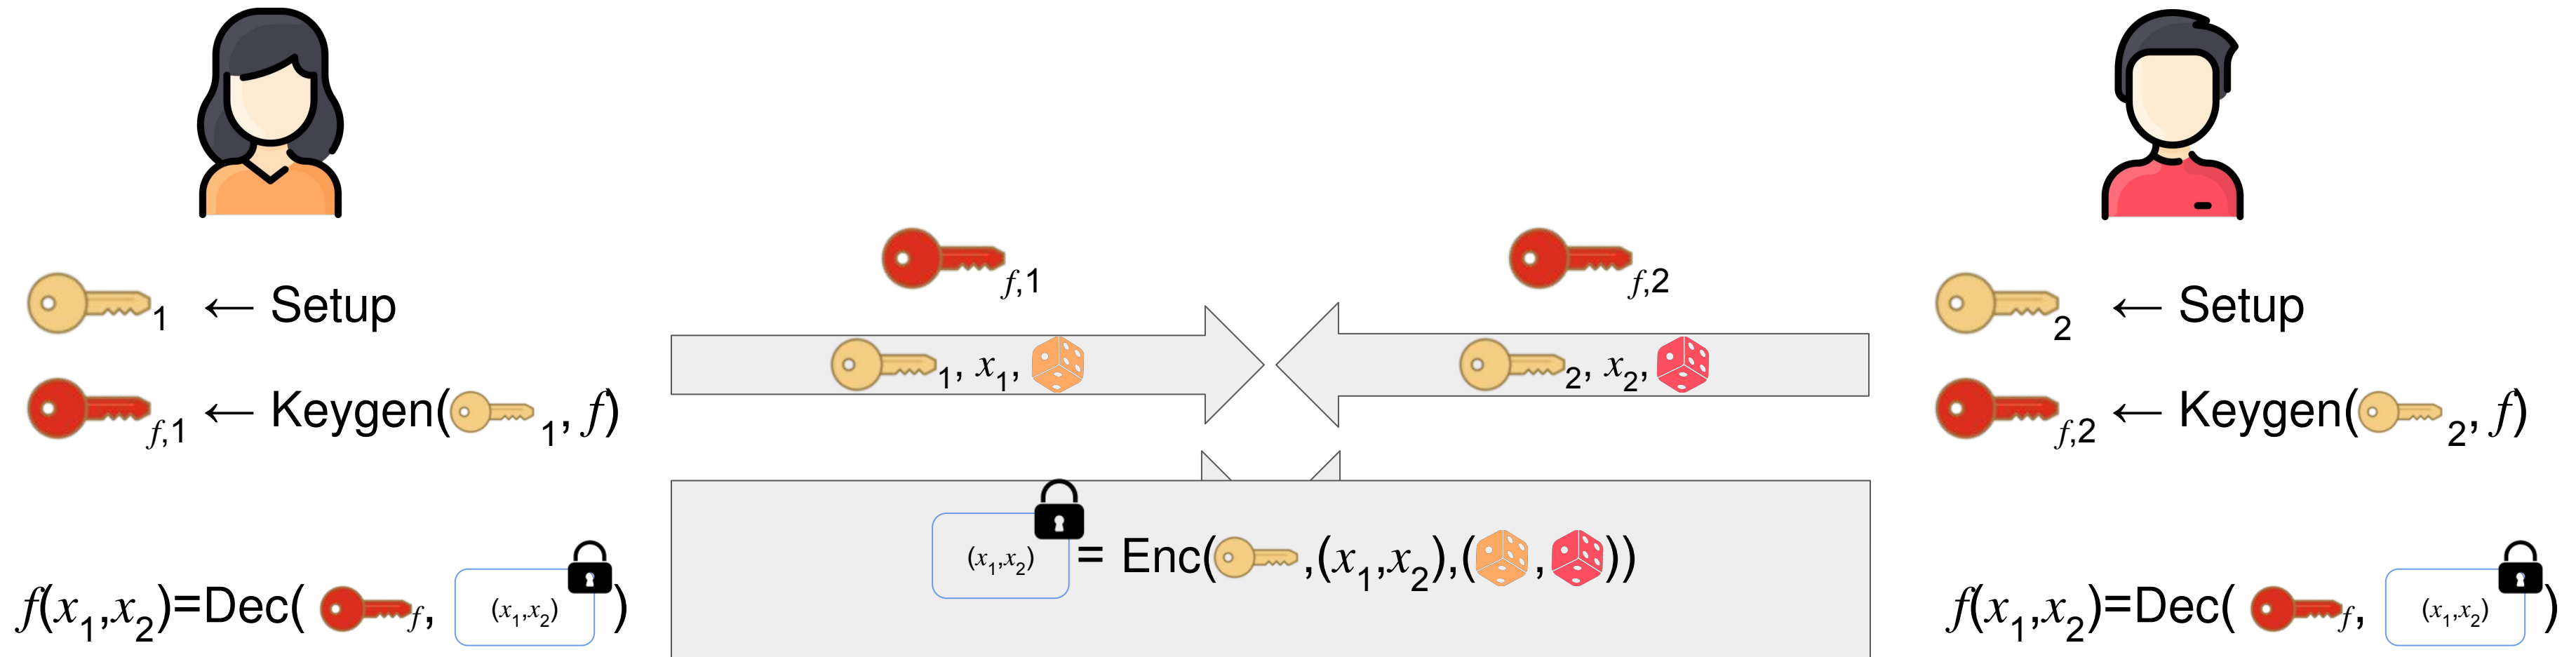 f,1
f,2
1 ← Setup
2 ← Setup
1, x1,
2, x2,
f,1 ← Keygen( 1, f)
f,2 ← Keygen( 2, f)
(x1,x2) = Enc( ,(x1,x2),( , ))
f(x1,x2)=Dec( f, (x1,x2) )
f(x1,x2)=Dec( f, (x1,x2) )